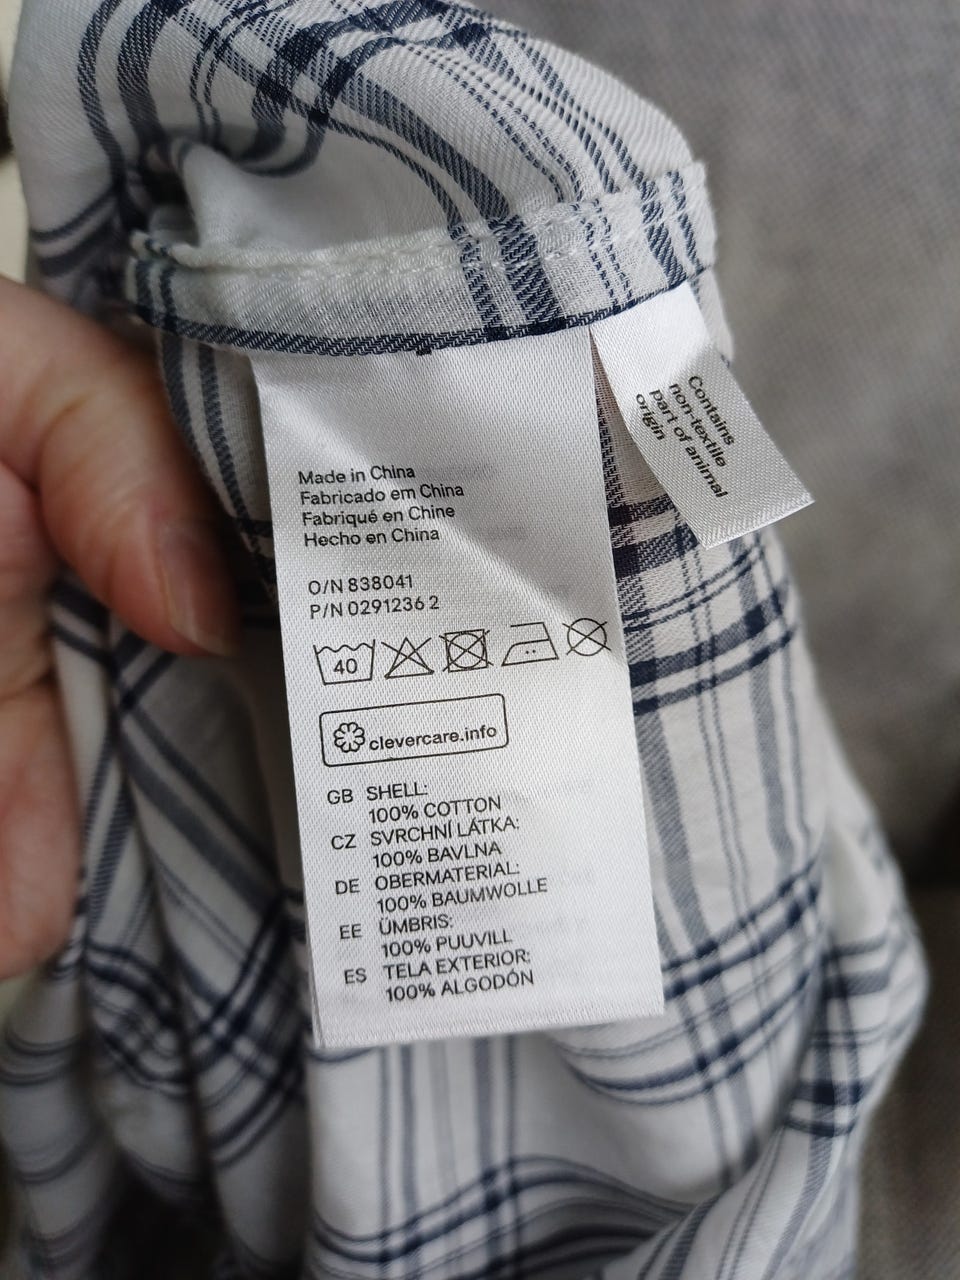 Made in China
Fabricado em China
Fabriqué en Chine
Hecho en China
O/N 838041
P/N 0291236 2
40
clevercare.info
GB SHELL:
100% COTTON
CZ SVRCHNÍ LÁTKA:
100% BAVLNA
DE OBERMATERIAL:
100% BAUMWOLLE
EE ÜMBRIS:
100% PUUVILL
ES TELA EXTERIOR:
100% ALGODÓN
Contains
non-textile
part of animal
origin